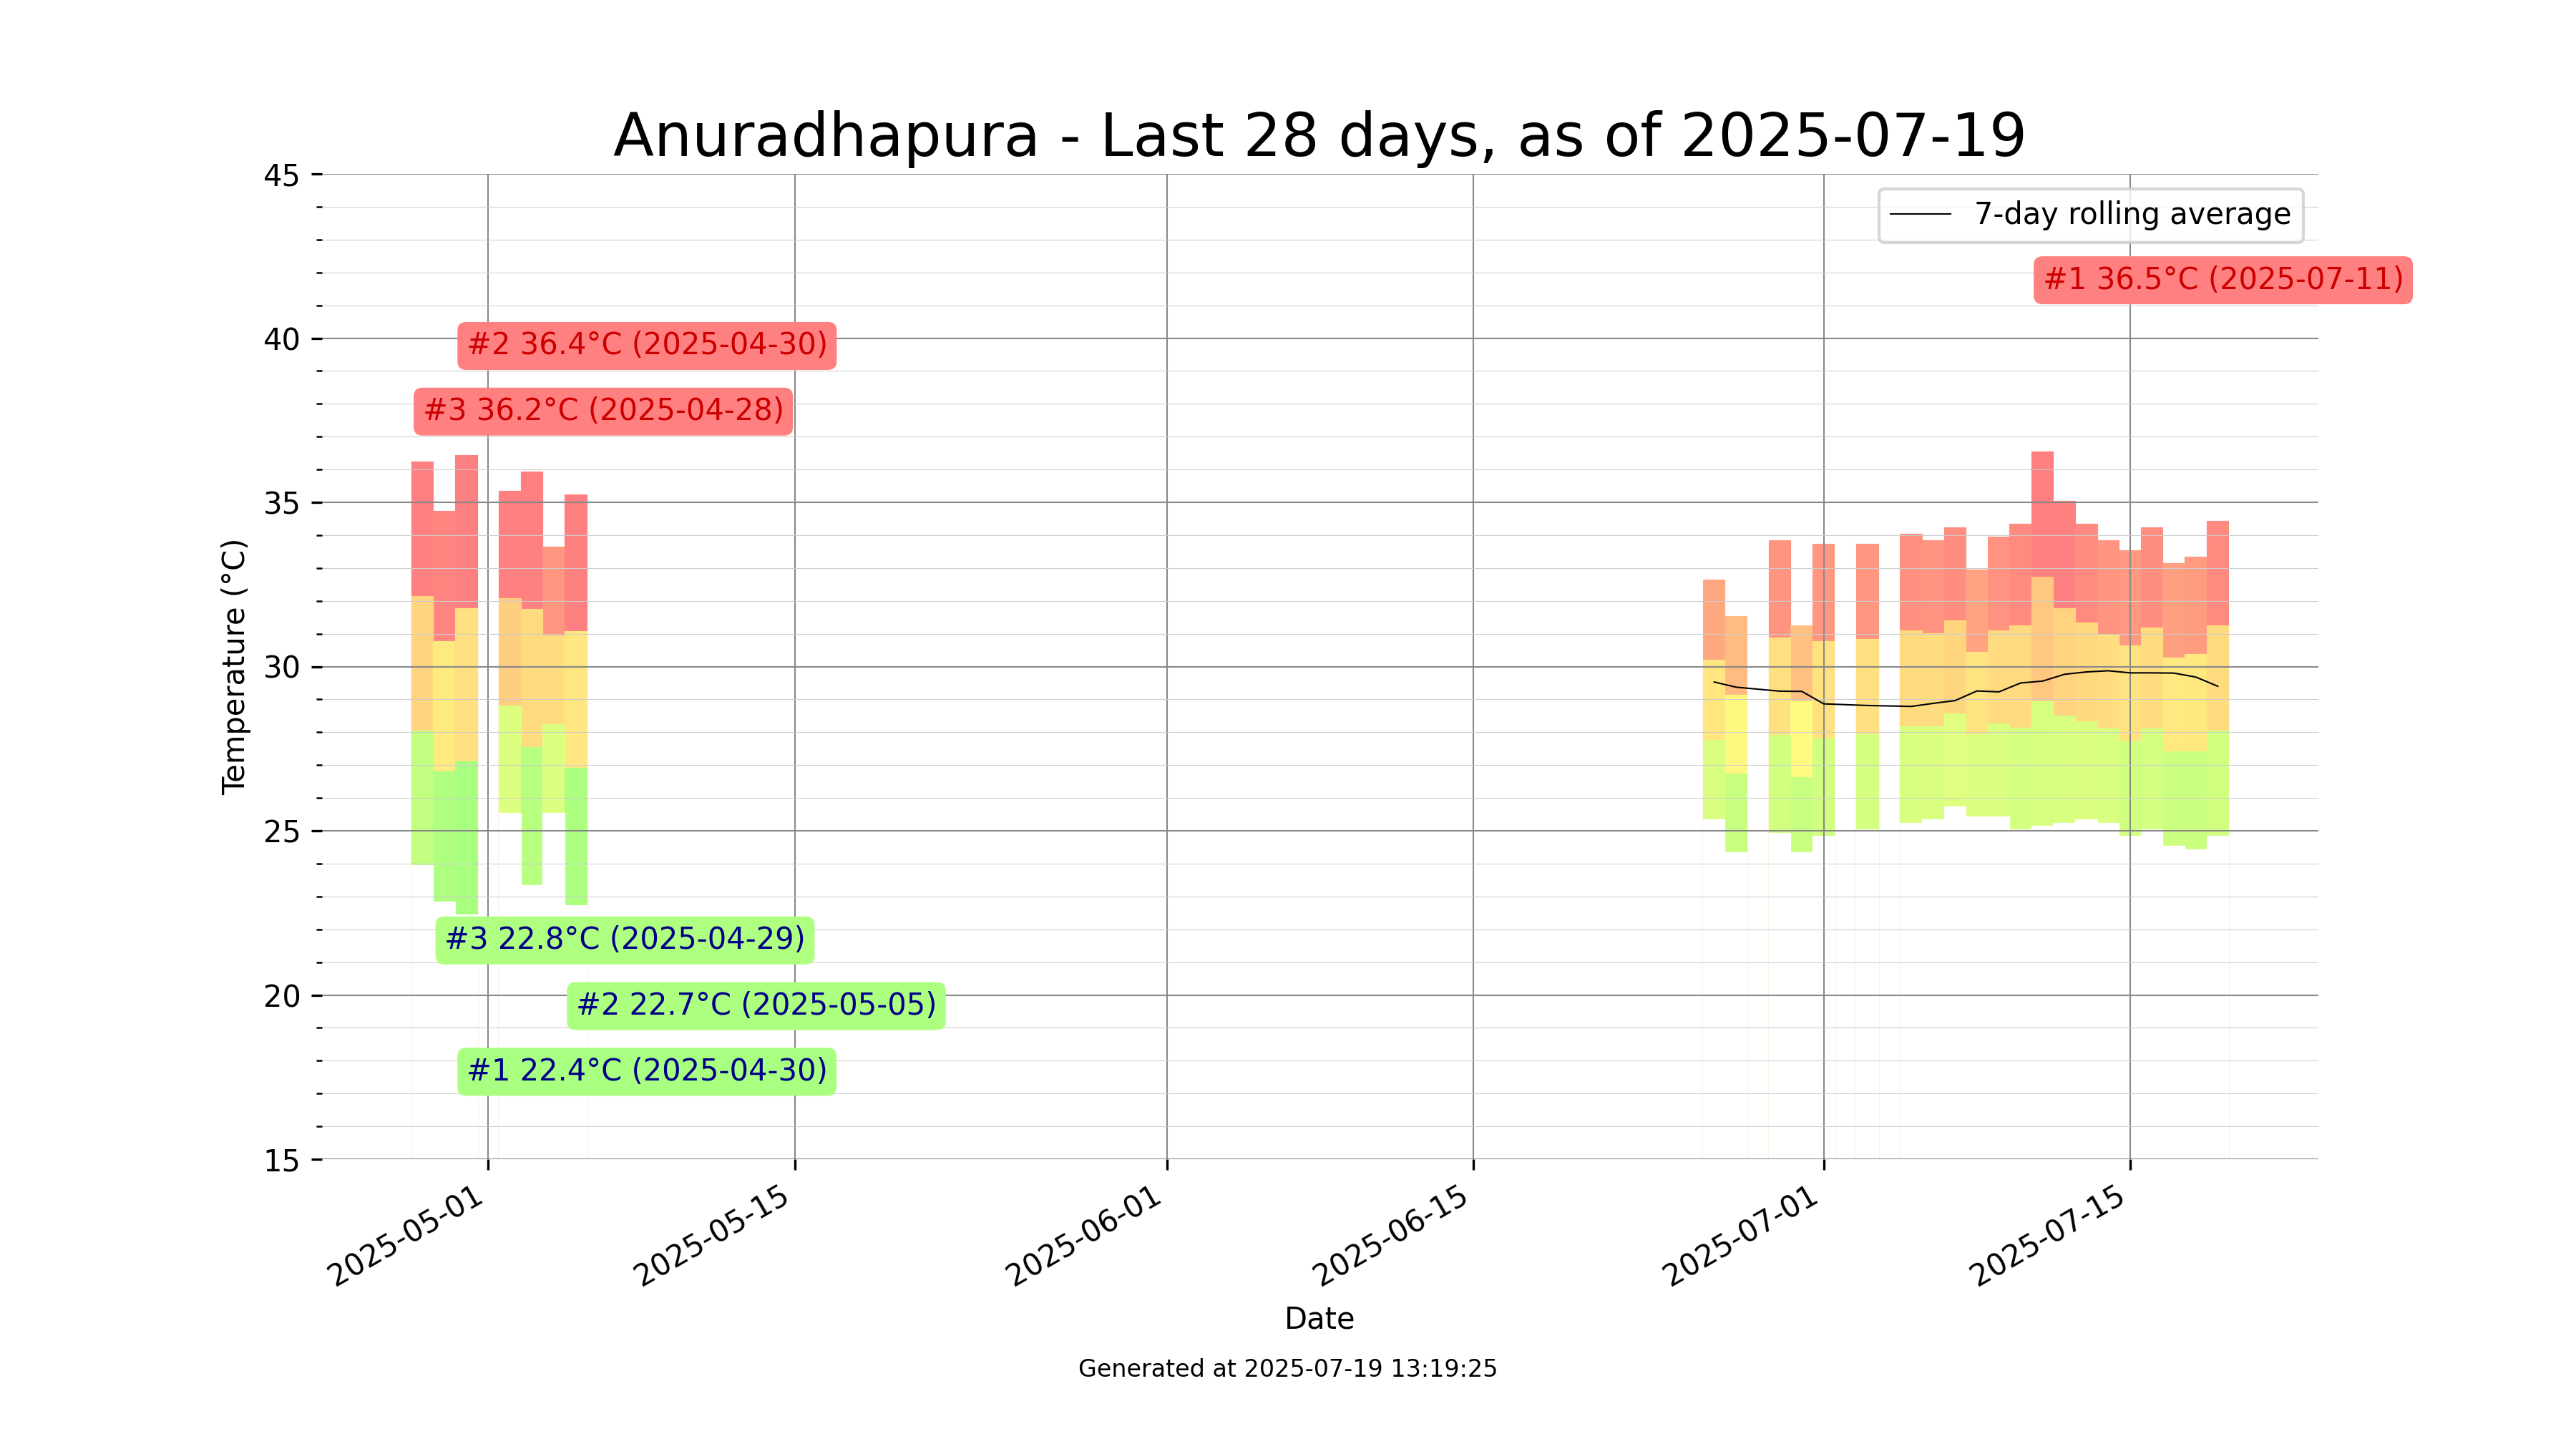 Anuradhapura - Last 28 days, as of 2025-07-19
45
7-day rolling average
#1 36.5°C (2025-07-11)
40
#2 36.4°C (2025-04-30)
#3 36.2°C (2025-04-28)
35
Temperature (°C)
30
25
#3 22.8°C (2025-04-29)
20
#2 22.7°C (2025-05-05)
#1 22.4°C (2025-04-30)
15
2025-05-01
2025-05-15
2025-06-01
2025-06-15
2025-07-01
2025-07-15
Date
Generated at 2025-07-19 13:19:25